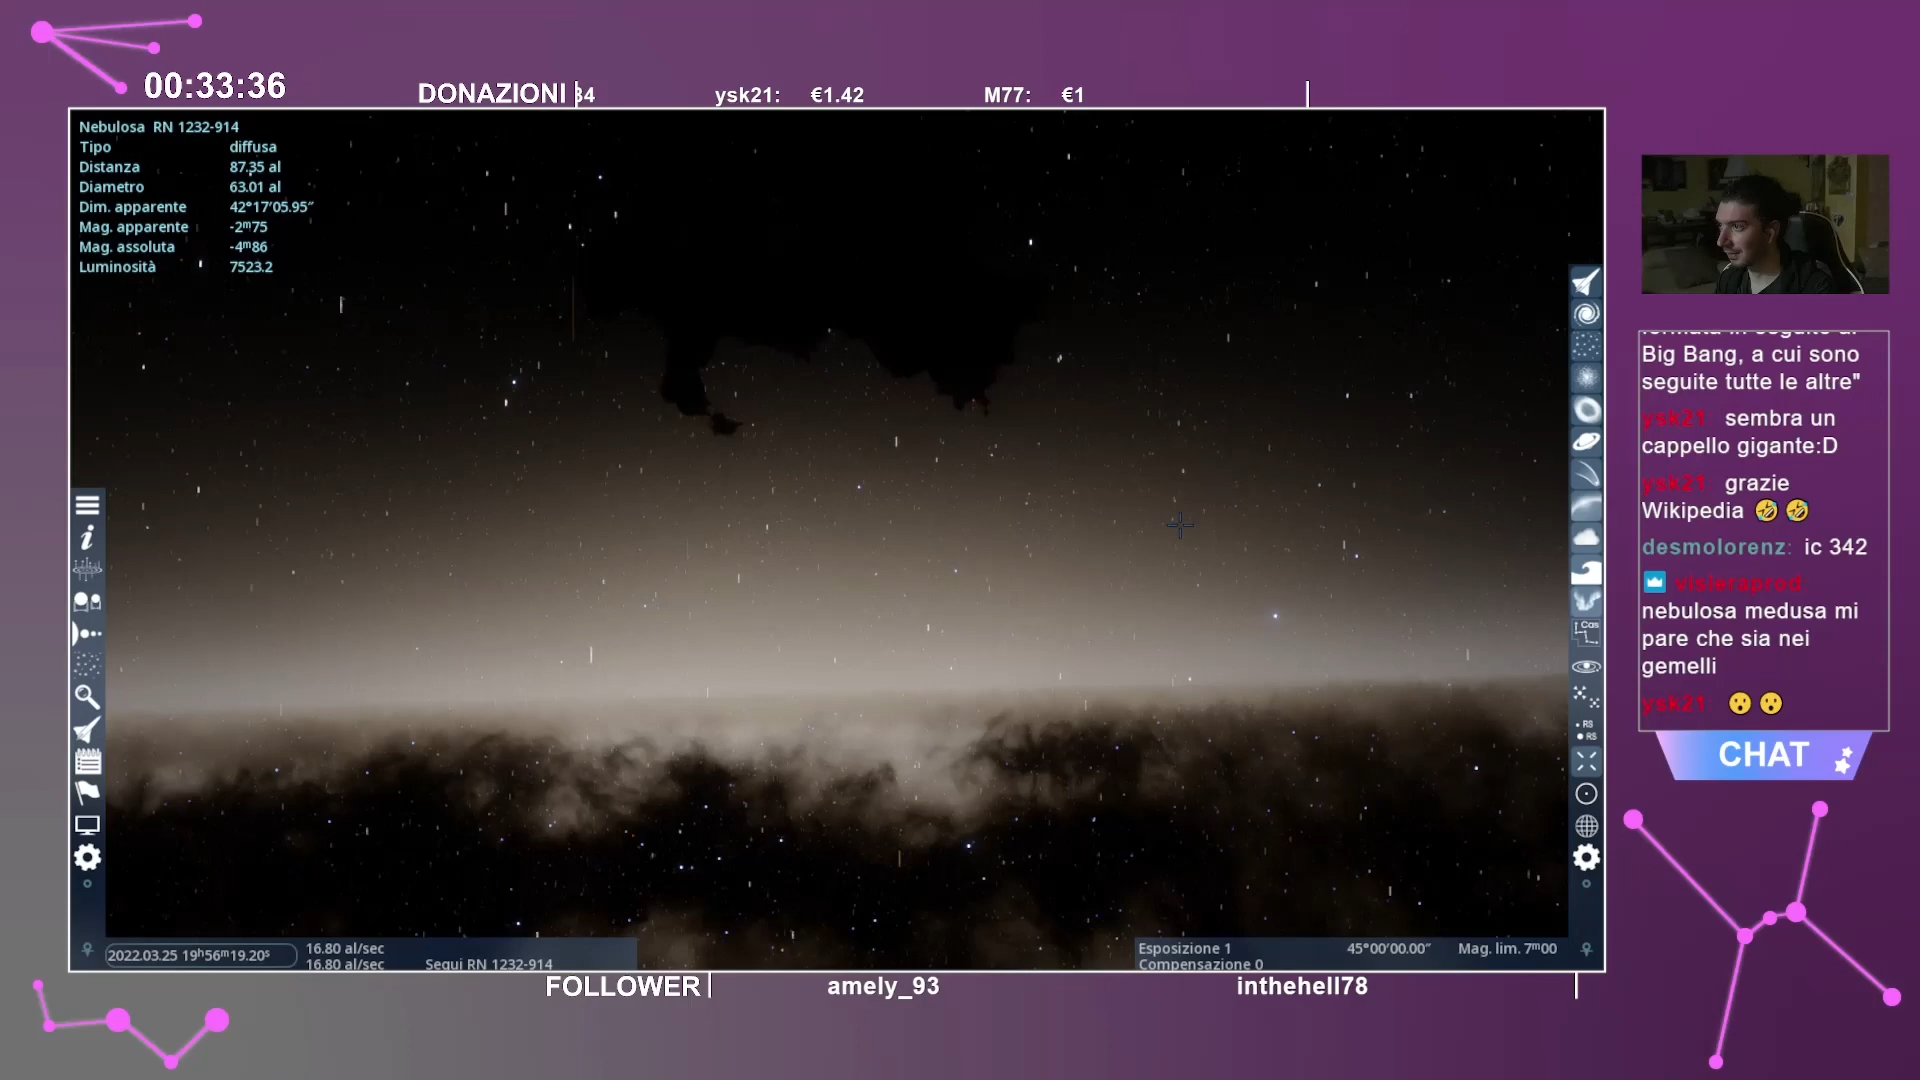 00:33:36
DONAZIONI
34 ysk21: €1.42 M77: €1
Nebulosa RN 1232-914
Tipo diffusa
Distanza 87.35 al
Diametro 63.01 al
Dim. apparente 42°17′05.95″
Mag. apparente -2ᵐ75
Mag. assoluta -4ᵐ86
Luminosità 7523.2
Big Bang, a cui sono
seguite tutte le altre"
ysk21: sembra un
cappello gigante:D
ysk21: grazie
Wikipedia 🤣 🤣
desmolorenz: ic 342
visieraprod
nebulosa medusa mi
pare che sia nei
gemelli
ysk21: 😮 😮
CHAT
Cas
RS
RS
2022.03.25 19ʰ56ᵐ19.20ˢ
16.80 al/sec
16.80 al/sec Segui RN 1232-914
Esposizione 1 45°00′00.00″ Mag. lim. 7ᵐ00
Compensazione 0
FOLLOWER amely_93 inthehell78